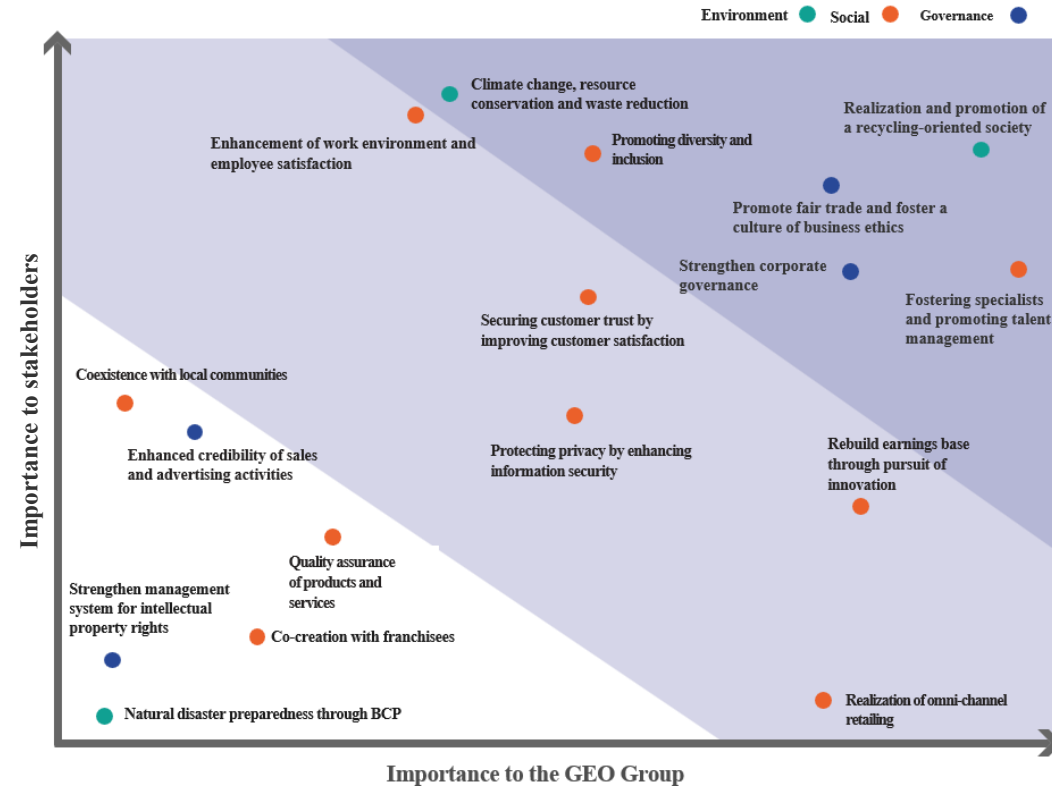 Environment
Social
Governance
Climate change, resource
conservation and waste reduction
Realization and promotion of
a recycling-oriented society
Enhancement of work environment and
employee satisfaction
Promoting diversity and
inclusion
Promote fair trade and foster a
culture of business ethics
Strengthen corporate
governance
Fostering specialists
and promoting talent
management
Securing customer trust by
improving customer satisfaction
Coexistence with local communities
Enhanced credibility of sales
and advertising activities
Protecting privacy by enhancing
information security
Rebuild earnings base
through pursuit of
innovation
Quality assurance
of products and
services
Strengthen management
system for intellectual
property rights
Co-creation with franchisees
Natural disaster preparedness through BCP
Realization of omni-channel
retailing
Importance to stakeholders
Importance to the GEO Group